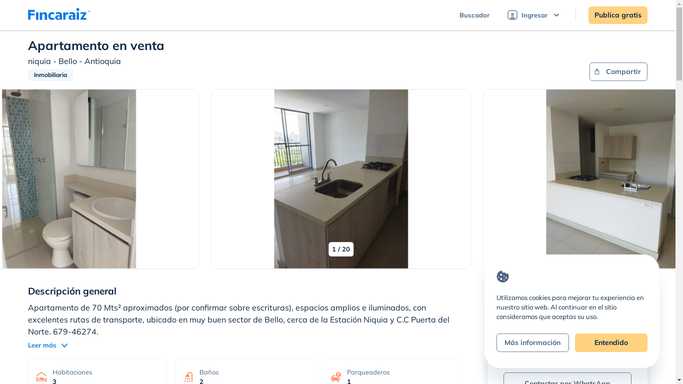 Fincaraiz
Buscador
Ingresar
Publica gratis
Apartamento en venta
niquia - Bello - Antioquia
Inmobiliaria
Compartir
1 / 20
Descripción general
Apartamento de 70 Mts² aproximados (por confirmar sobre escrituras), espacios amplios e iluminados, con
excelentes rutas de transporte, ubicado en muy buen sector de Bello, cerca de la Estación Niquia y C.C Puerta del
Norte. 679-46274.
Leer más
Habitaciones
3
Baños
2
Parqueaderos
1
Utilizamos cookies para mejorar tu experiencia en
nuestro sitio web. Al continuar en el sitio
consideramos que aceptas su uso.
Más información
Entendido
Contactar por WhatsApp